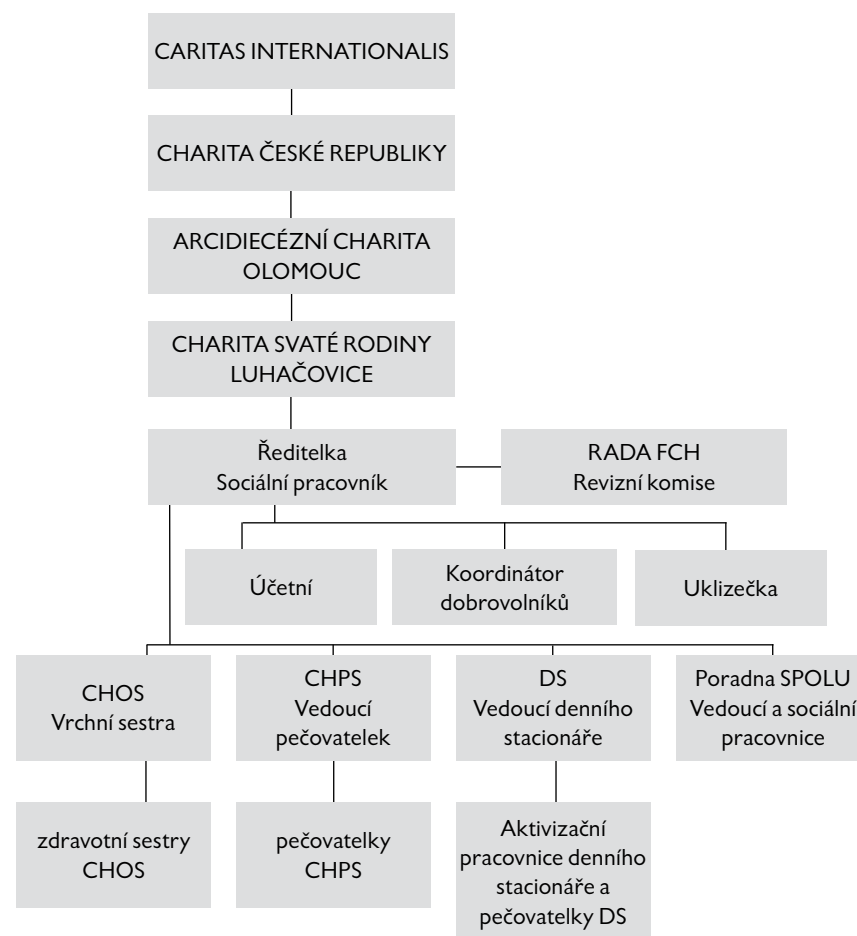 CARITAS INTERNATIONALIS
CHARITA ČESKÉ REPUBLIKY
ARCIDIECÉZNÍ CHARITA
OLOMOUC
CHARITA SVATÉ RODINY
LUHAČOVICE
Ředitelka
Sociální pracovník
RADA FCH
Revizní komise
Účetní
Koordinátor
dobrovolníků
Uklizečka
CHOS
Vrchní sestra
CHPS
Vedoucí
pečovatelek
DS
Vedoucí denního
stacionáře
Poradna SPOLU
Vedoucí a sociální
pracovnice
zdravotní sestry
CHOS
pečovatelky
CHPS
Aktivizační
pracovnice denního
stacionáře a
pečovatelky DS